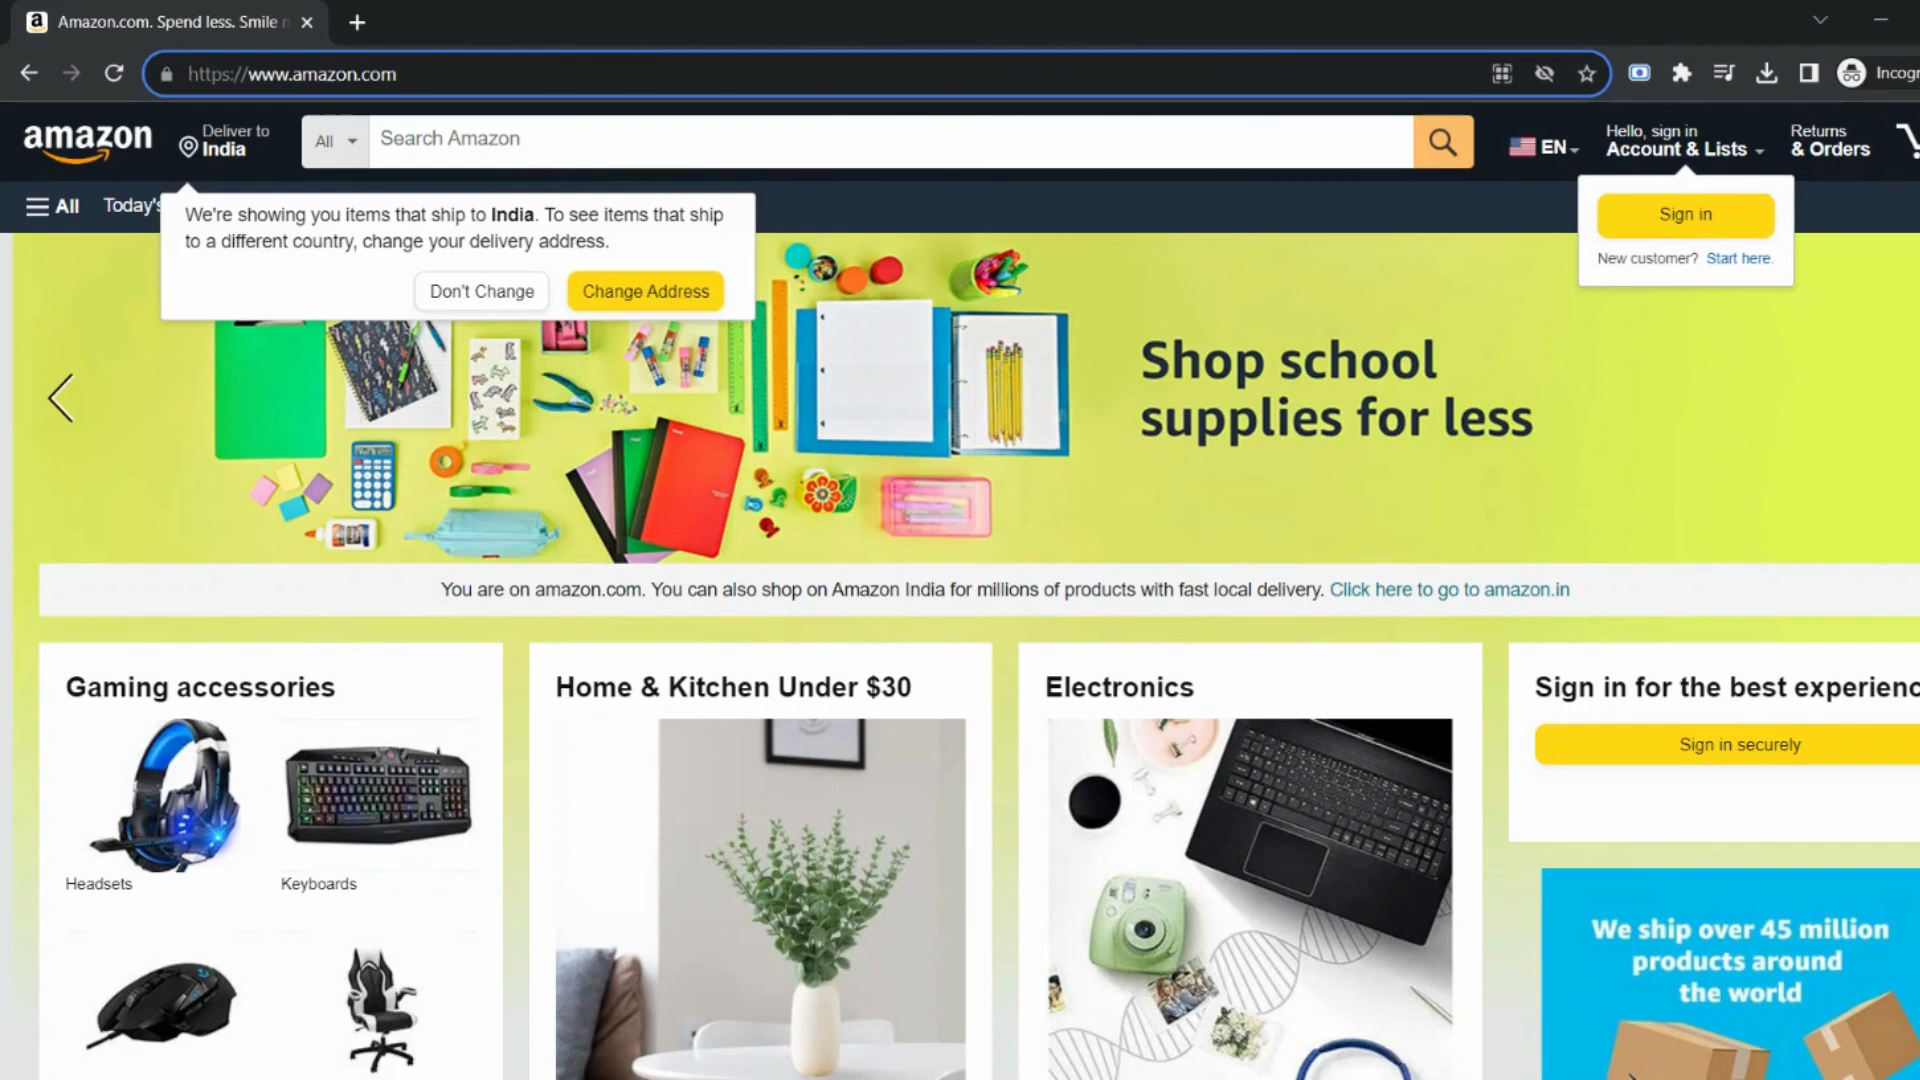 Amazon.com. Spend less. Smile
https://www.amazon.com
Incogn
amazon
Deliver to
India
All
Search Amazon
EN
Hello, sign in
Account & Lists
Returns
& Orders
All
Today's
We're showing you items that ship to India. To see items that ship
to a different country, change your delivery address.
Don't Change
Change Address
Sign in
New customer? Start here.
Shop school
supplies for less
You are on amazon.com. You can also shop on Amazon India for millions of products with fast local delivery. Click here to go to amazon.in
Gaming accessories
Headsets
Keyboards
Home & Kitchen Under $30
Electronics
Sign in for the best experienc
Sign in securely
We ship over 45 million
products around
the world